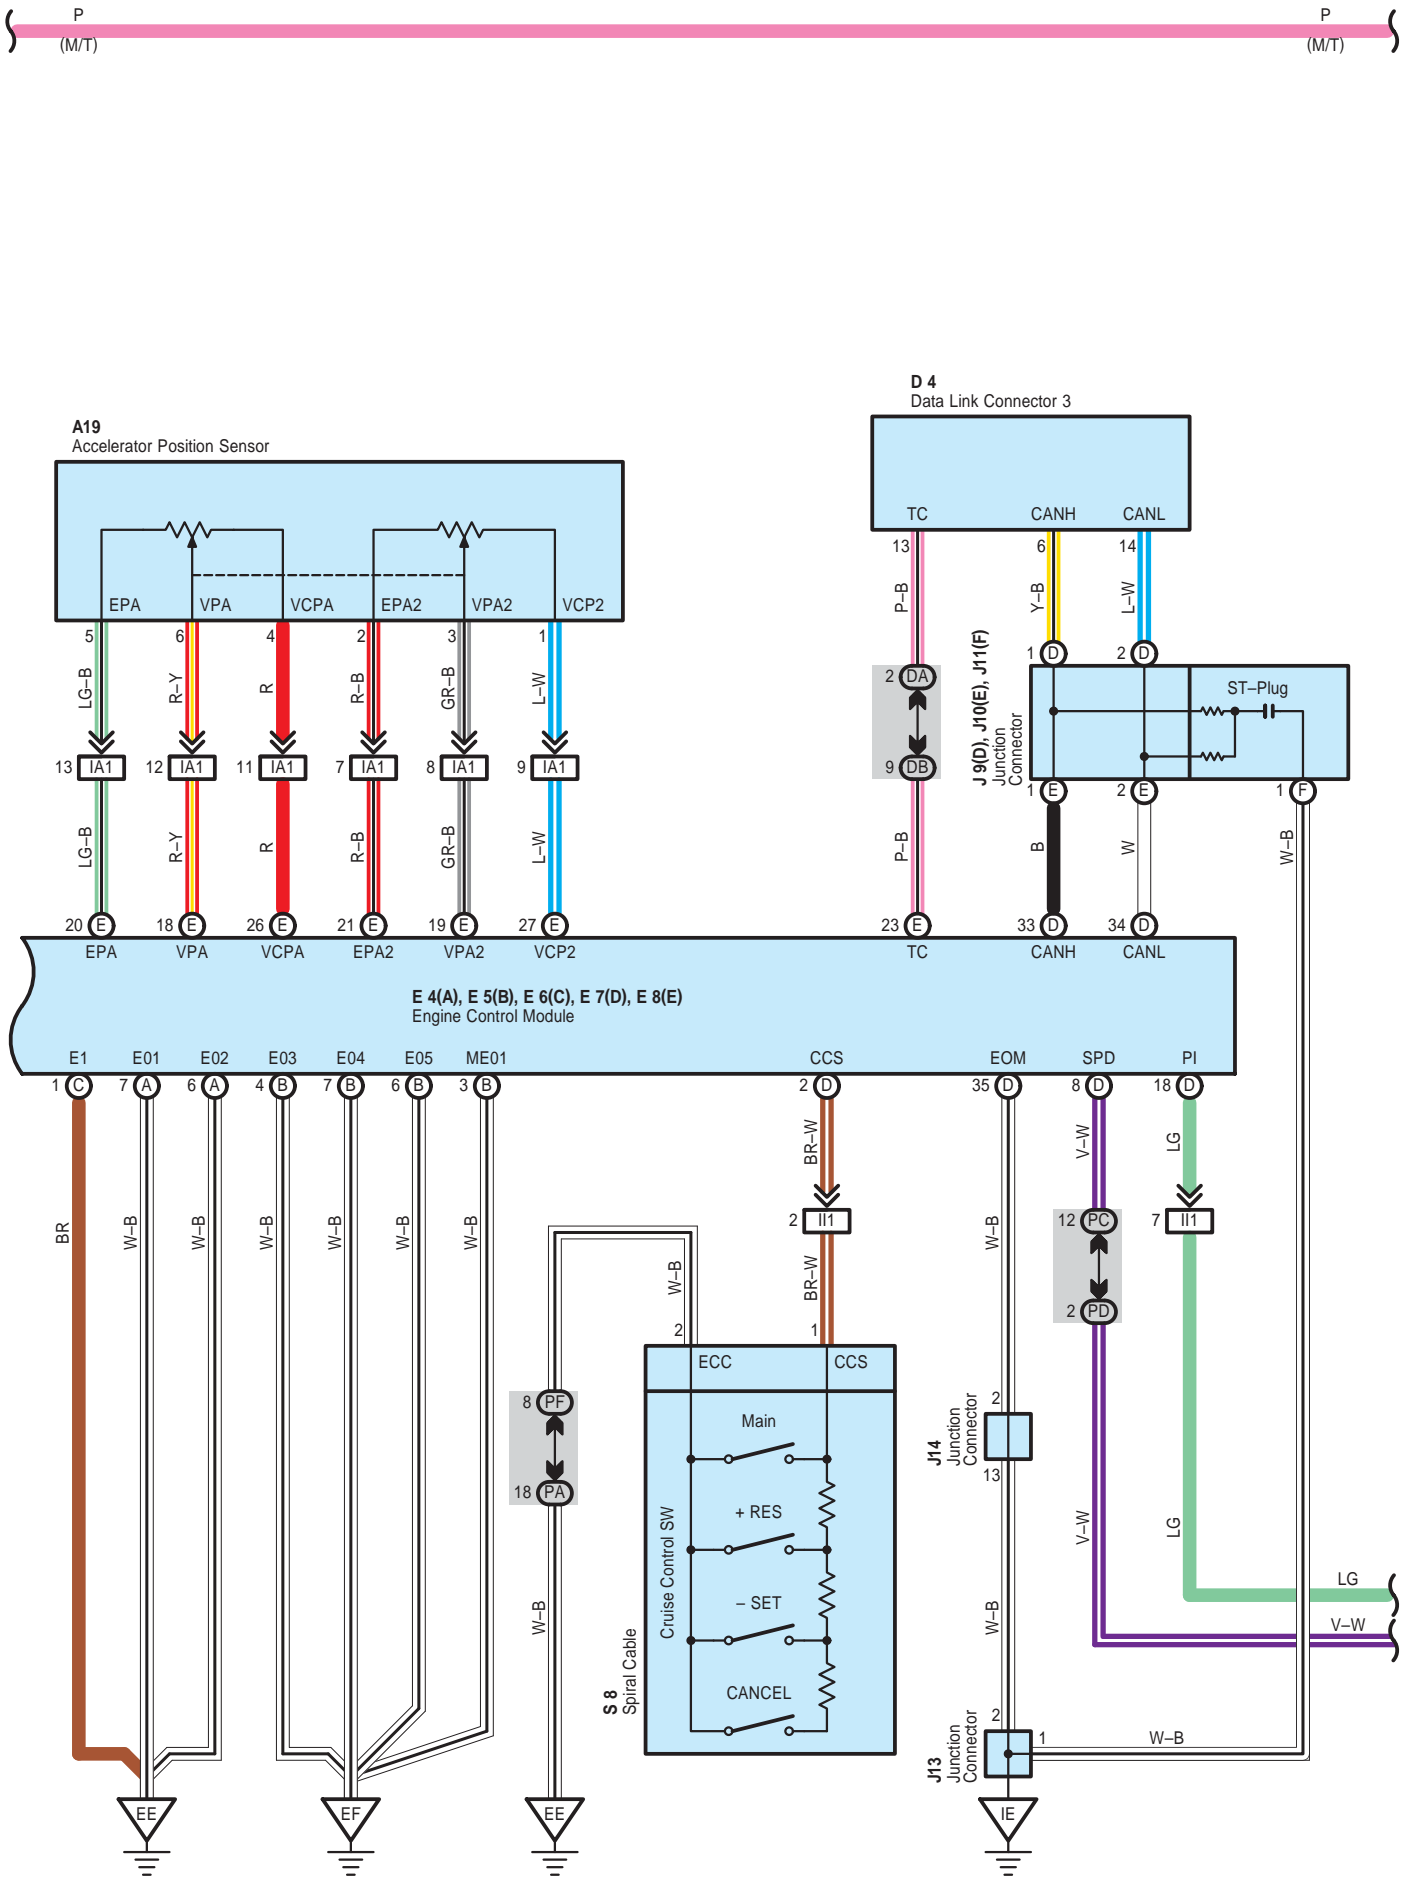 P P
(M/T) (M/T)
D 4
Data Link Connector 3
A19
Accelerator Position Sensor
TC CANH CANL
13 6 14
EPA VPA VCPA EPA2 VPA2 VCP2
5 6 4 2 3 1
P–B Y–B L–W
LG–B R–Y R R–B GR–B L–W
1 D 2 D
2 DA
ST–Plug
J 9(D), J10(E), J11(F)
Junction
Connector
13 IA1 12 IA1 11 IA1 7 IA1 8 IA1 9 IA1
9 DB
1 E 2 E 1 F
LG–B R–Y R R–B GR–B L–W P–B B W W–B
20 E 18 E 26 E 21 E 19 E 27 E 23 E 33 D 34 D
EPA VPA VCPA EPA2 VPA2 VCP2 TC CANH CANL
E 4(A), E 5(B), E 6(C), E 7(D), E 8(E)
Engine Control Module
E1 E01 E02 E03 E04 E05 ME01 CCS EOM SPD PI
1 C 7 A 6 A 4 B 7 B 6 B 3 B 2 D 35 D 8 D 18 D
BR–W V–W LG
BR W–B W–B W–B W–B W–B W–B W–B
2 II1 12 PC 7 II1
W–B BR–W
2 PD
2 1
ECC CCS
8 PF
18 PA
Main
+ RES
– SET
CANCEL
Cruise Control SW
S 8
Spiral Cable
W–B
2
J14
Junction
Connector
13
V–W LG
W–B
LG
V–W
2
J13
Junction
Connector
1 W–B
EE EF EE IE